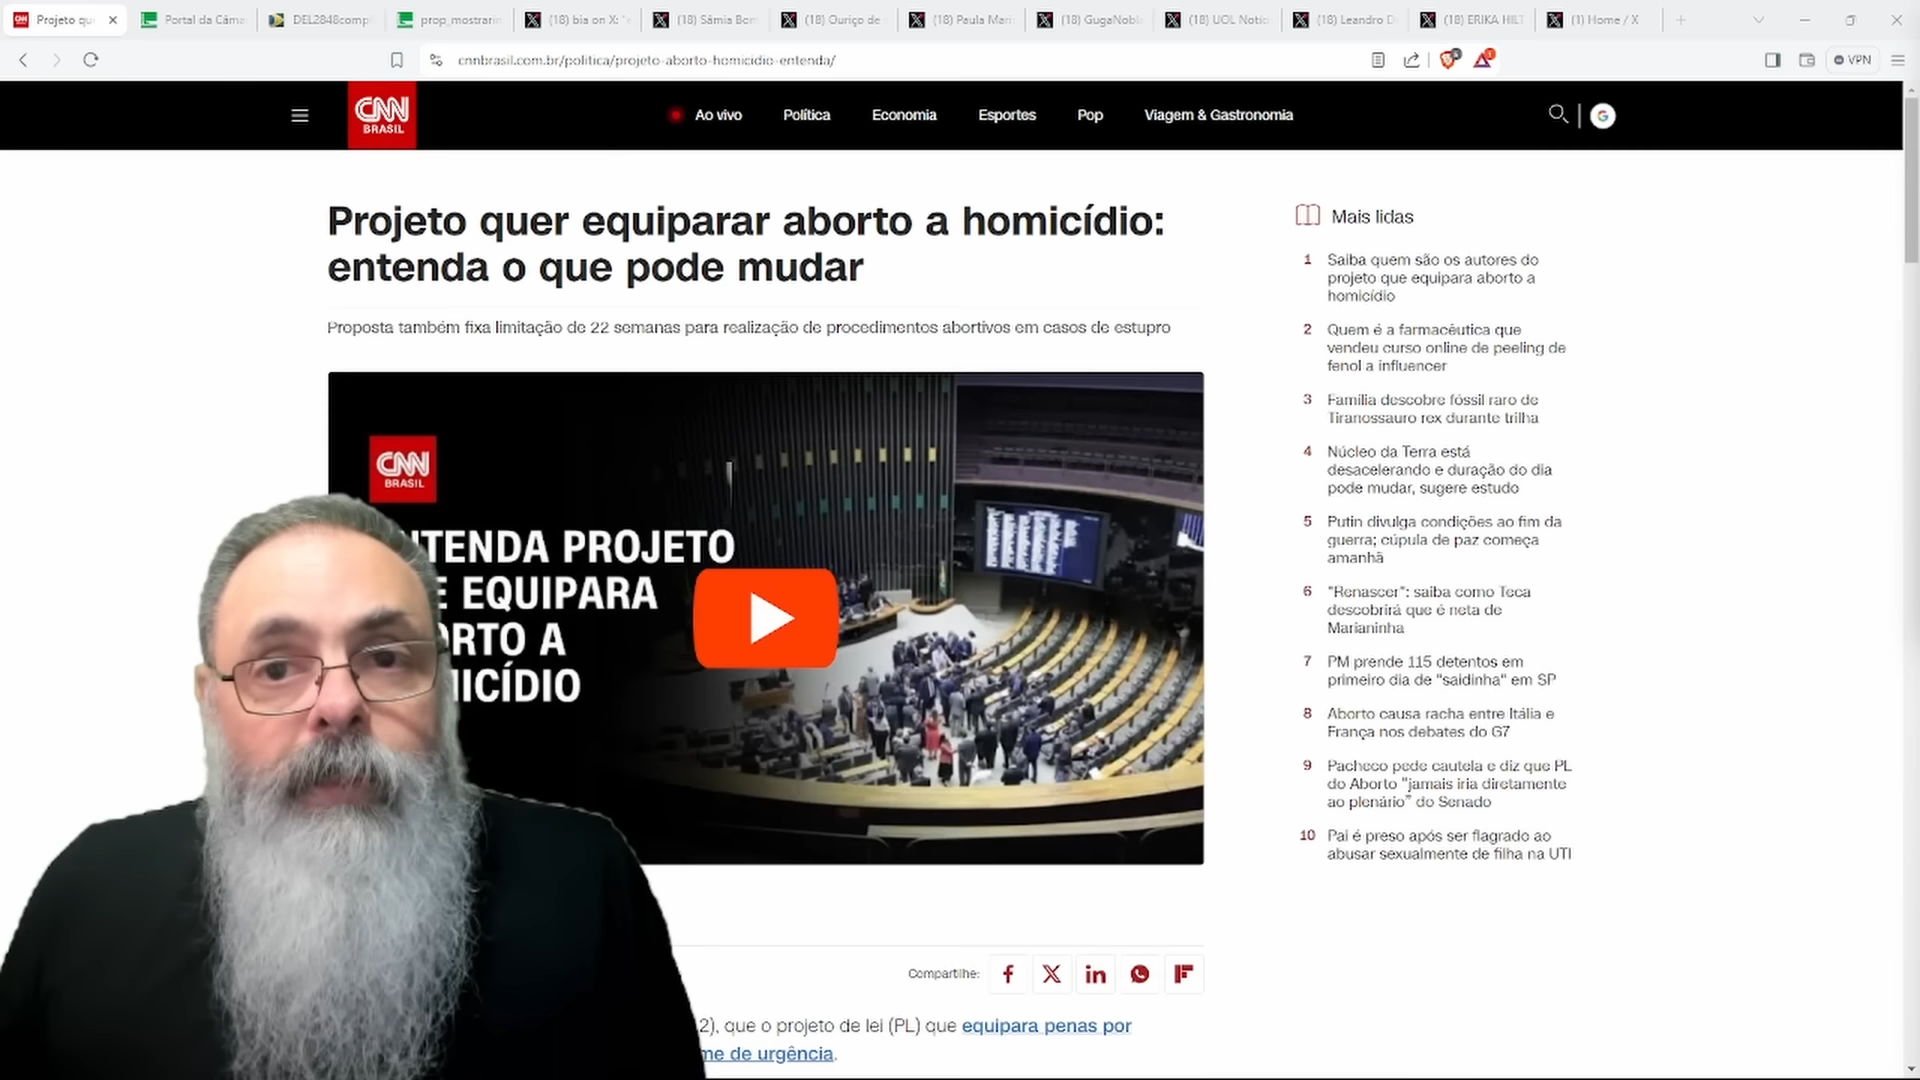 Projeto qu
Portal da Câma
DEL2848comp
prop_mostrarin
(18) bia on X: "
(18) Sâmia Bom
(18) Ouriço de
(18) Paula Mari
(18) GugaNobl
(18) UOL Notíc
(18) Leandro D
(18) ERIKA HILT
(1) Home / X
cnnbrasil.com.br/politica/projeto-aborto-homicidio-entenda/
VPN
CNN
BRASIL
Ao vivo
Política
Economia
Esportes
Pop
Viagem & Gastronomia
G
Projeto quer equiparar aborto a homicídio:
entenda o que pode mudar
Proposta também fixa limitação de 22 semanas para realização de procedimentos abortivos em casos de estupro
CNN
BRASIL
NTENDA PROJETO
E EQUIPARA
ORTO A
ICÍDIO
Compartilhe:
2), que o projeto de lei (PL) que equipara penas por
me de urgência.
Mais lidas
1 Saiba quem são os autores do
projeto que equipara aborto a
homicídio
2 Quem é a farmacêutica que
vendeu curso online de peeling de
fenol a influencer
3 Família descobre fóssil raro de
Tiranossauro rex durante trilha
4 Núcleo da Terra está
desacelerando e duração do dia
pode mudar, sugere estudo
5 Putin divulga condições ao fim da
guerra; cúpula de paz começa
amanhã
6 "Renascer": saiba como Teca
descobrirá que é neta de
Marianinha
7 PM prende 115 detentos em
primeiro dia de "saidinha" em SP
8 Aborto causa racha entre Itália e
França nos debates do G7
9 Pacheco pede cautela e diz que PL
do Aborto "jamais iria diretamente
ao plenário" do Senado
10 Pai é preso após ser flagrado ao
abusar sexualmente de filha na UTI